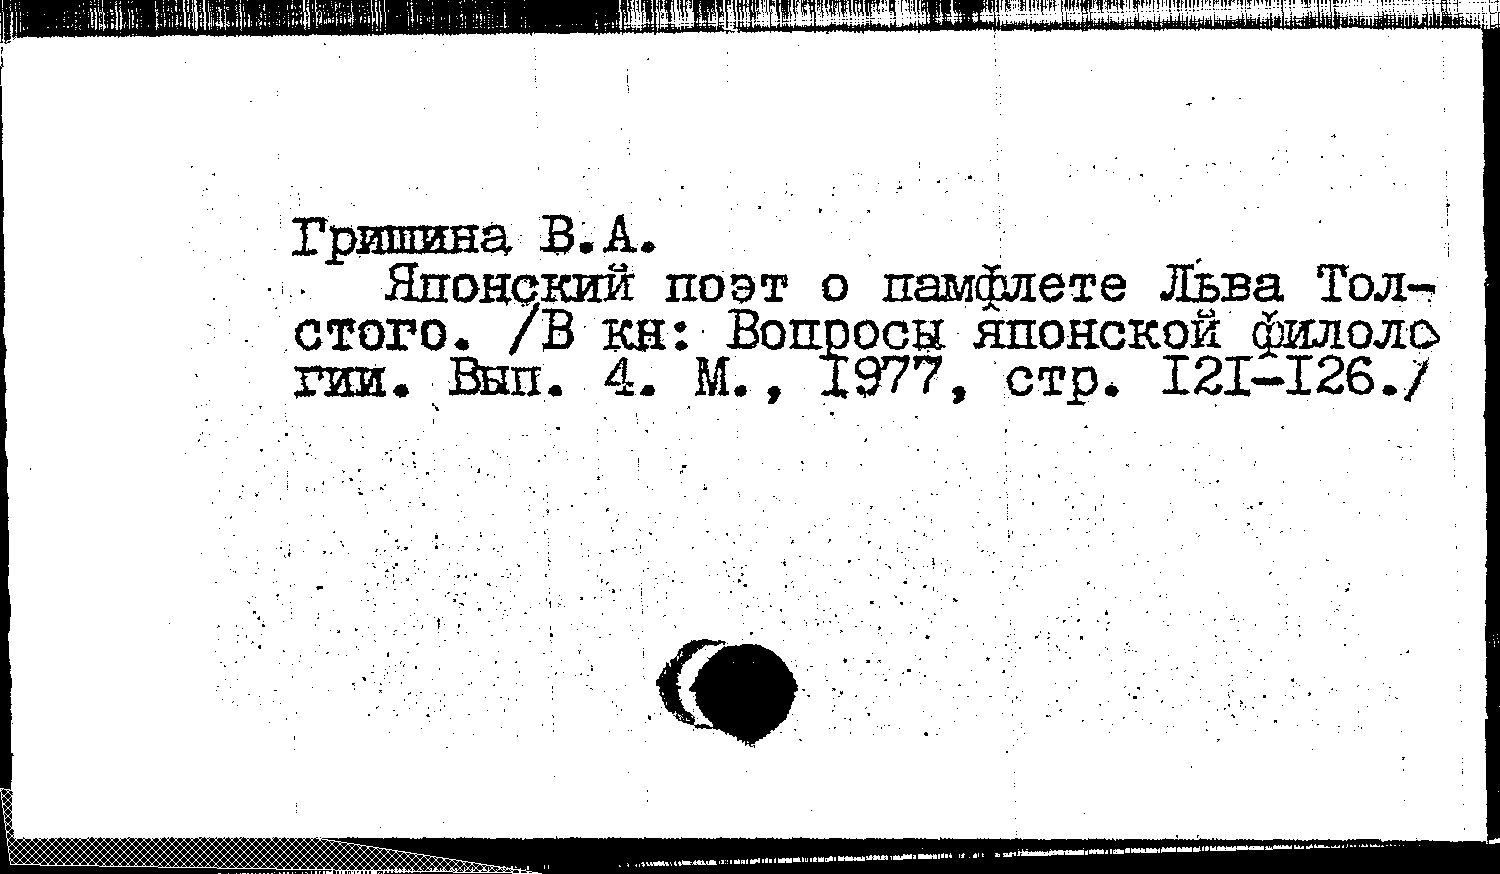 Гришина В.А.
Японский поэт о памфлете Льва Тол-
стого. /В кн: Вопросы японской филоло
гии. Вып. 4. М., 1977, стр. 121-126./